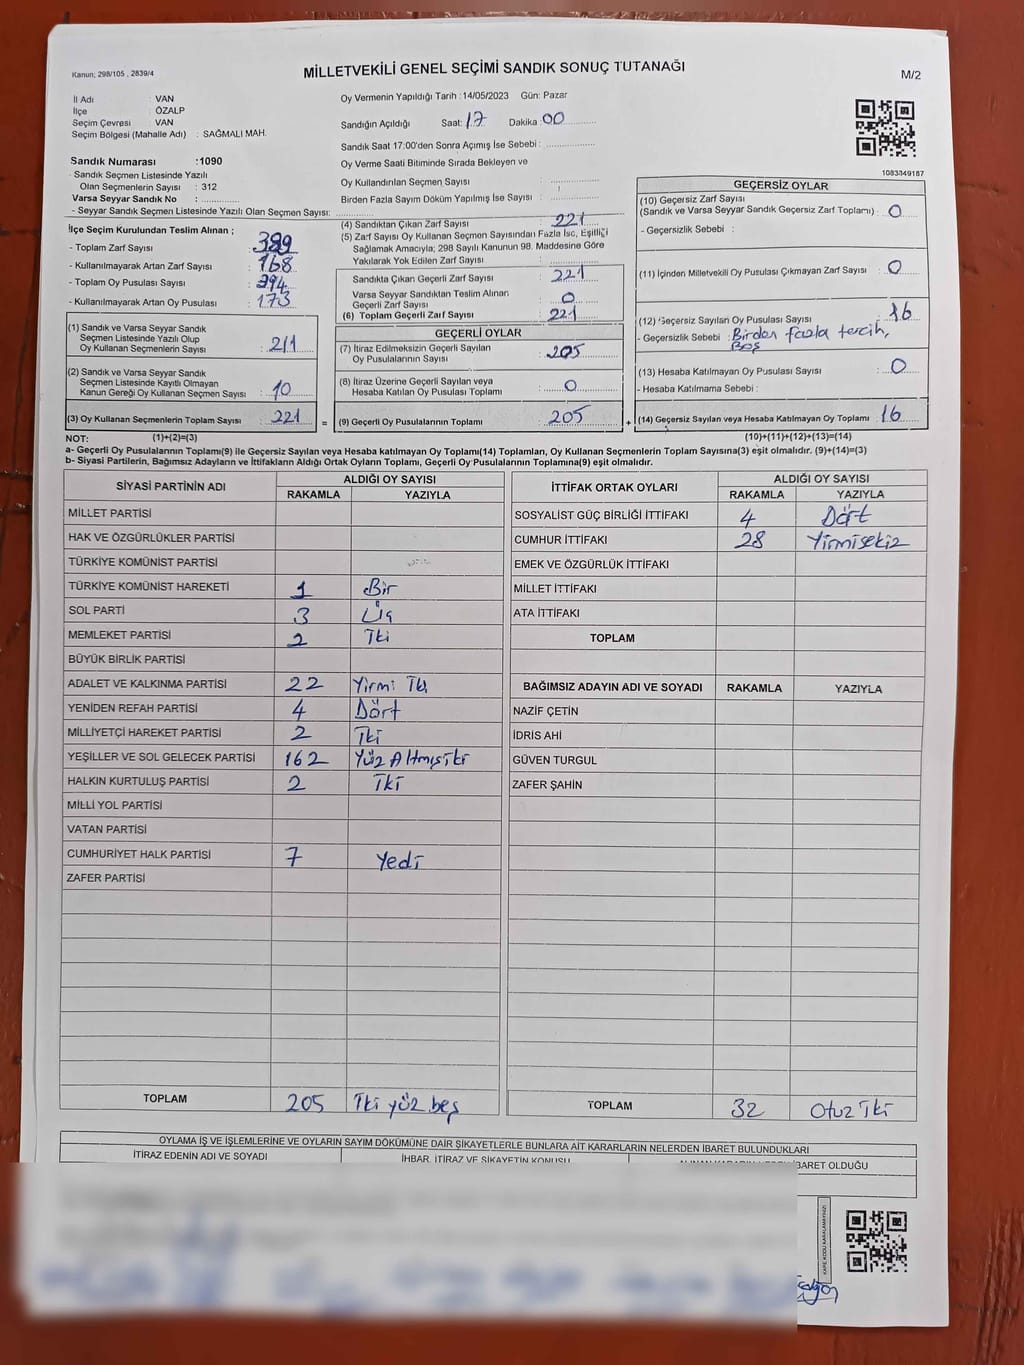 Kanun; 298/105 , 2839/4
MİLLETVEKİLİ GENEL SEÇİMİ SANDIK SONUÇ TUTANAĞI
M/2
İl Adı : VAN
İlçe : ÖZALP
Seçim Çevresi : VAN
Seçim Bölgesi (Mahalle Adı) : SAĞMALI MAH.
Oy Vermenin Yapıldığı Tarih :14/05/2023 Gün: Pazar
Sandığın Açıldığı Saat: 17 Dakika :00
Sandık Saat 17:00'den Sonra Açımış İse Sebebi :
Oy Verme Saati Bitiminde Sırada Bekleyen ve
Oy Kullandırılan Seçmen Sayısı :
Birden Fazla Sayım Döküm Yapılmış İse Sayısı :
1083349187
Sandık Numarası :1090
Sandık Seçmen Listesinde Yazılı
Olan Seçmenlerin Sayısı : 312
Varsa Seyyar Sandık No :
- Seyyar Sandık Seçmen Listesinde Yazılı Olan Seçmen Sayısı:
İlçe Seçim Kurulundan Teslim Alınan ;
- Toplam Zarf Sayısı : 389
- Kullanılmayarak Artan Zarf Sayısı : 168
- Toplam Oy Pusulası Sayısı : 394
- Kullanılmayarak Artan Oy Pusulası : 173
(1) Sandık ve Varsa Seyyar Sandık
Seçmen Listesinde Yazılı Olup
Oy Kullanan Seçmenlerin Sayısı : 211
(2) Sandık ve Varsa Seyyar Sandık
Seçmen Listesinde Kayıtlı Olmayan
Kanun Gereği Oy Kullanan Seçmen Sayısı : 10
(3) Oy Kullanan Seçmenlerin Toplam Sayısı : 221
(4) Sandıktan Çıkan Zarf Sayısı : 221
(5) Zarf Sayısı Oy Kullanan Seçmen Sayısından Fazla İse, Eşitliği
Sağlamak Amacıyla; 298 Sayılı Kanunun 98. Maddesine Göre
Yakılarak Yok Edilen Zarf Sayısı :
Sandıkta Çıkan Geçerli Zarf Sayısı : 221
Varsa Seyyar Sandıktan Teslim Alınan
Geçerli Zarf Sayısı : 0
(6) Toplam Geçerli Zarf Sayısı : 221
GEÇERLİ OYLAR
(7) İtiraz Edilmeksizin Geçerli Sayılan
Oy Pusulalarının Sayısı : 205
(8) İtiraz Üzerine Geçerli Sayılan veya
Hesaba Katılan Oy Pusulası Toplamı : 0
= (9) Geçerli Oy Pusulalarının Toplamı : 205 +
GEÇERSİZ OYLAR
(10) Geçersiz Zarf Sayısı
(Sandık ve Varsa Seyyar Sandık Geçersiz Zarf Toplamı) : 0
- Geçersizlik Sebebi :
(11) İçinden Milletvekili Oy Pusulası Çıkmayan Zarf Sayısı : 0
(12) Geçersiz Sayılan Oy Pusulası Sayısı : 16
- Geçersizlik Sebebi : Birden fazla tercih,
Boş
(13) Hesaba Katılmayan Oy Pusulası Sayısı : 0
- Hesaba Katılmama Sebebi :
(14) Geçersiz Sayılan veya Hesaba Katılmayan Oy Toplamı : 16
NOT: (1)+(2)=(3)
(10)+(11)+(12)+(13)=(14)
a- Geçerli Oy Pusulalarının Toplamı(9) ile Geçersiz Sayılan veya Hesaba katılmayan Oy Toplamı(14) Toplamları, Oy Kullanan Seçmenlerin Toplam Sayısına(3) eşit olmalıdır. (9)+(14)=(3)
b- Siyasi Partilerin, Bağımsız Adayların ve İttifakların Aldığı Ortak Oyların Toplamı, Geçerli Oy Pusulalarının Toplamına(9) eşit olmalıdır.
SİYASİ PARTİNİN ADI ALDIĞI OY SAYISI
RAKAMLA YAZIYLA
MİLLET PARTİSİ
HAK VE ÖZGÜRLÜKLER PARTİSİ
TÜRKİYE KOMÜNİST PARTİSİ
TÜRKİYE KOMÜNİST HAREKETİ 1 Bir
SOL PARTİ 3 Üç
MEMLEKET PARTİSİ 2 İki
BÜYÜK BİRLİK PARTİSİ
ADALET VE KALKINMA PARTİSİ 22 Yirmi İki
YENİDEN REFAH PARTİSİ 4 Dört
MİLLİYETÇİ HAREKET PARTİSİ 2 İki
YEŞİLLER VE SOL GELECEK PARTİSİ 162 Yüz Altmış İki
HALKIN KURTULUŞ PARTİSİ 2 İki
MİLLİ YOL PARTİSİ
VATAN PARTİSİ
CUMHURİYET HALK PARTİSİ 7 Yedi
ZAFER PARTİSİ
TOPLAM 205 İki yüz beş
İTTİFAK ORTAK OYLARI ALDIĞI OY SAYISI
RAKAMLA YAZIYLA
SOSYALİST GÜÇ BİRLİĞİ İTTİFAKI 4 Dört
CUMHUR İTTİFAKI 28 Yirmisekiz
EMEK VE ÖZGÜRLÜK İTTİFAKI
MİLLET İTTİFAKI
ATA İTTİFAKI
TOPLAM
BAĞIMSIZ ADAYIN ADI VE SOYADI RAKAMLA YAZIYLA
NAZİF ÇETİN
İDRİS AHİ
GÜVEN TURGUL
ZAFER ŞAHİN
TOPLAM 32 Otuz İki
OYLAMA İŞ VE İŞLEMLERİNE VE OYLARIN SAYIM DÖKÜMÜNE DAİR ŞİKAYETLERLE BUNLARA AİT KARARLARIN NELERDEN İBARET BULUNDUKLARI
İTİRAZ EDENİN ADI VE SOYADI İHBAR, İTİRAZ VE ŞİKAYETİN KONUSU İBARET OLDUĞU